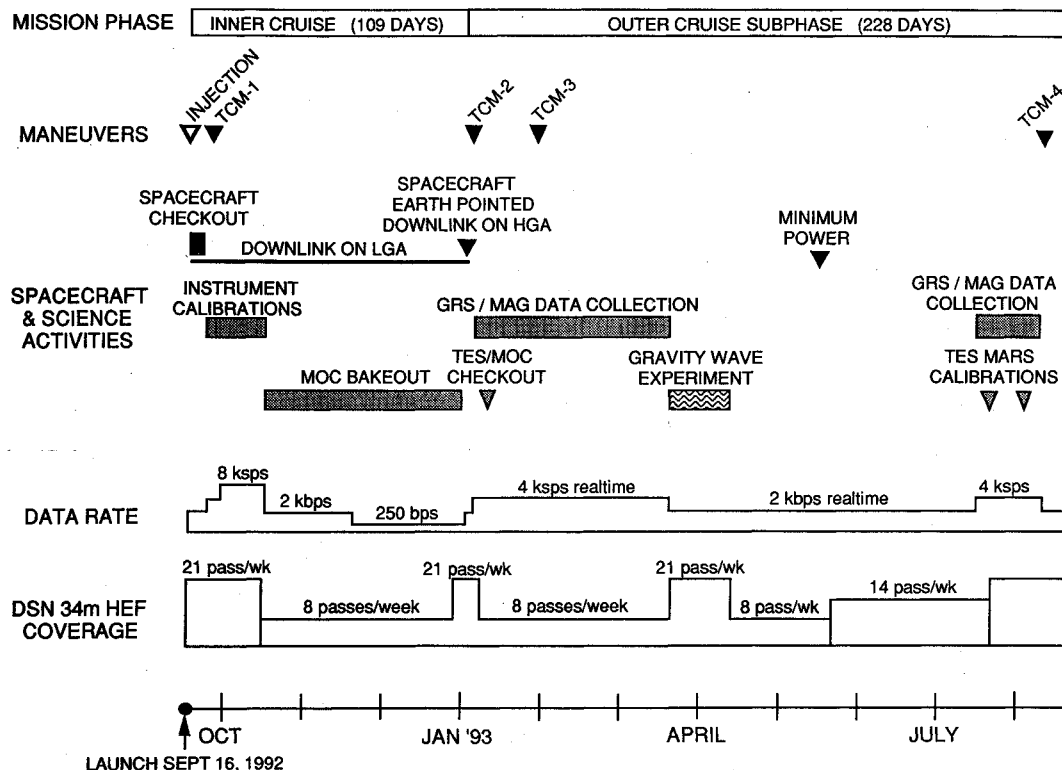 MISSION PHASE
INNER CRUISE (109 DAYS)
OUTER CRUISE SUBPHASE (228 DAYS)
MANEUVERS
INJECTION
TCM-1
TCM-2
TCM-3
TCM-4
SPACECRAFT
& SCIENCE
ACTIVITIES
SPACECRAFT
CHECKOUT
DOWNLINK ON LGA
SPACECRAFT
EARTH POINTED
DOWNLINK ON HGA
MINIMUM
POWER
INSTRUMENT
CALIBRATIONS
GRS / MAG DATA COLLECTION
GRS / MAG DATA
COLLECTION
MOC BAKEOUT
TES/MOC
CHECKOUT
GRAVITY WAVE
EXPERIMENT
TES MARS
CALIBRATIONS
DATA RATE
8 ksps
2 kbps
250 bps
4 ksps realtime
2 kbps realtime
4 ksps
DSN 34m HEF
COVERAGE
21 pass/wk
8 passes/week
21 pass/wk
8 passes/week
21 pass/wk
8 pass/wk
14 pass/wk
OCT
JAN '93
APRIL
JULY
LAUNCH SEPT 16, 1992